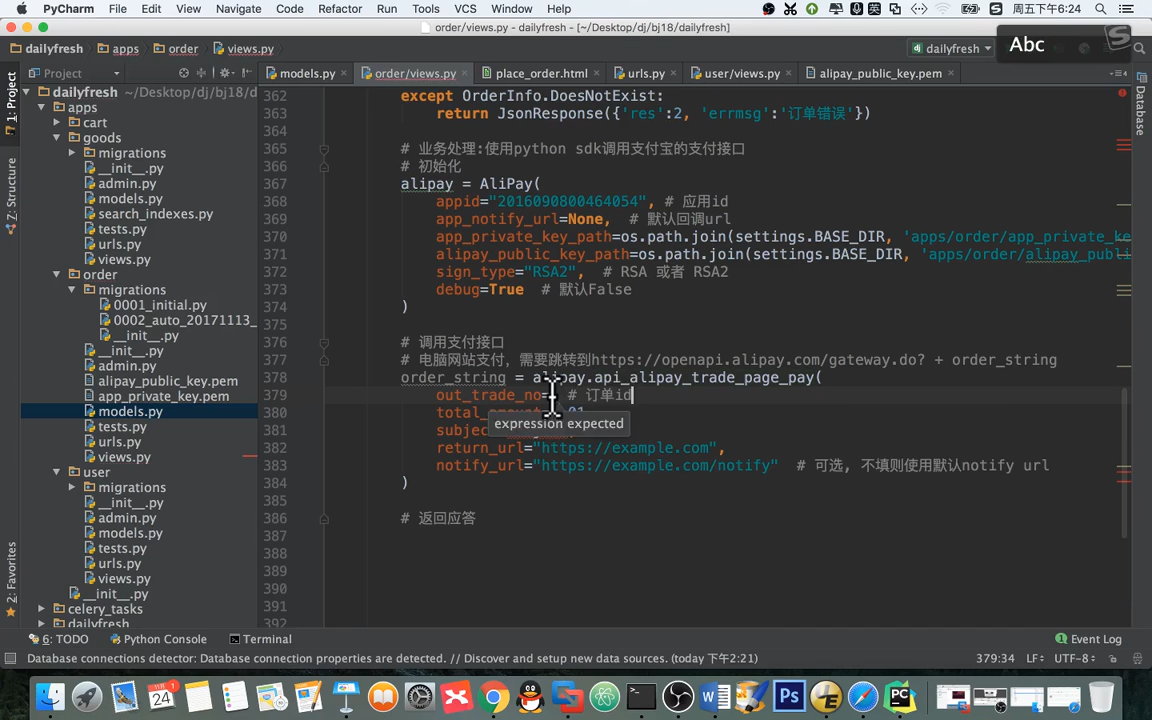 PyCharm File Edit View Navigate Code Refactor Run Tools VCS Window Help 周五下午6:24
order/views.py - dailyfresh - [~/Desktop/dj/bj18/dailyfresh]
dailyfresh apps order views.py dailyfresh Abc
Project models.py order/views.py place_order.html urls.py user/views.py alipay_public_key.pem
1: Project
Z: Structure
2: Favorites
Database
dailyfresh ~/Desktop/dj/bj18/d
apps
cart
goods
migrations
__init__.py
admin.py
models.py
search_indexes.py
tests.py
urls.py
views.py
order
migrations
0001_initial.py
0002_auto_20171113_
__init__.py
__init__.py
admin.py
alipay_public_key.pem
app_private_key.pem
models.py
tests.py
urls.py
views.py
user
migrations
__init__.py
admin.py
models.py
tests.py
urls.py
views.py
__init__.py
celery_tasks
dailyfresh
362 except OrderInfo.DoesNotExist:
363 return JsonResponse({'res':2, 'errmsg':'订单错误'})
364
365 # 业务处理:使用python sdk调用支付宝的支付接口
366 # 初始化
367 alipay = AliPay(
368 appid="2016090800464054", # 应用id
369 app_notify_url=None, # 默认回调url
370 app_private_key_path=os.path.join(settings.BASE_DIR, 'apps/order/app_private_ke
371 alipay_public_key_path=os.path.join(settings.BASE_DIR, 'apps/order/alipay_publi
372 sign_type="RSA2", # RSA 或者 RSA2
373 debug=True # 默认False
374 )
375
376 # 调用支付接口
377 # 电脑网站支付，需要跳转到https://openapi.alipay.com/gateway.do? + order_string
378 order_string = alipay.api_alipay_trade_page_pay(
379 out_trade_no= # 订单id
380
381 subjec
expression expected
382 return_url="https://example.com",
383 notify_url="https://example.com/notify" # 可选, 不填则使用默认notify url
384 )
385
386 # 返回应答
387
388
389
390
391
392
6: TODO Python Console Terminal Event Log
Database connections detector: Database connection properties are detected. // Discover and setup new data sources. (today 下午2:21) 379:34 LF÷ UTF-8÷